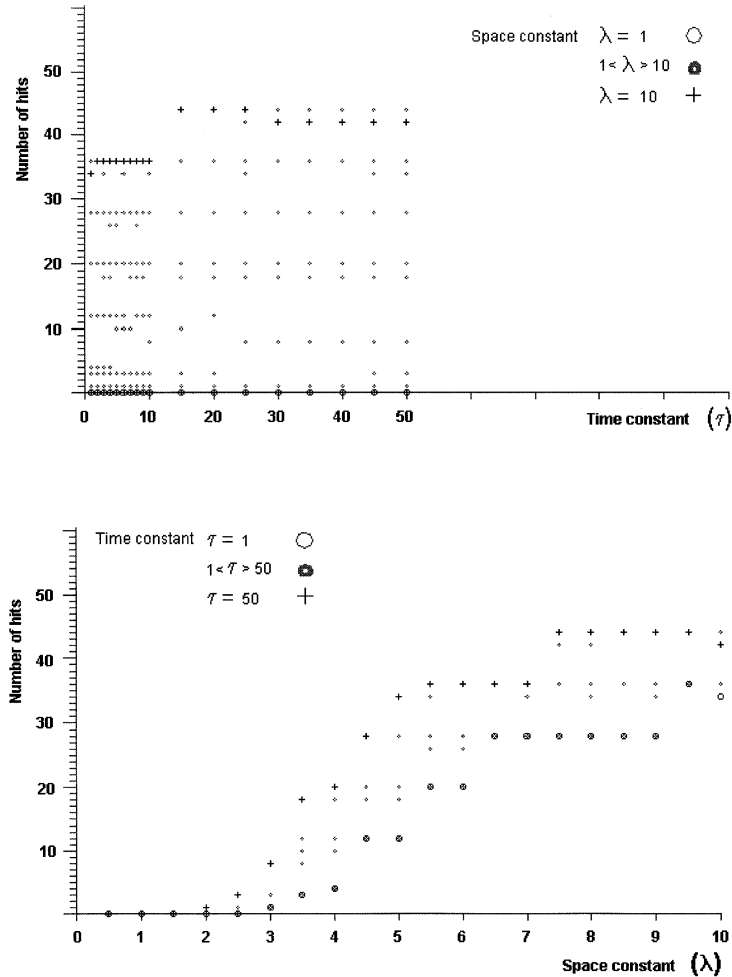 Space constant λ = 1
1 < λ > 10
λ = 10
Number of hits
50
40
30
20
10
0 10 20 30 40 50
Time constant (τ)
Time constant τ = 1
1 < τ > 50
τ = 50
Number of hits
50
40
30
20
10
0 1 2 3 4 5 6 7 8 9 10
Space constant (λ)